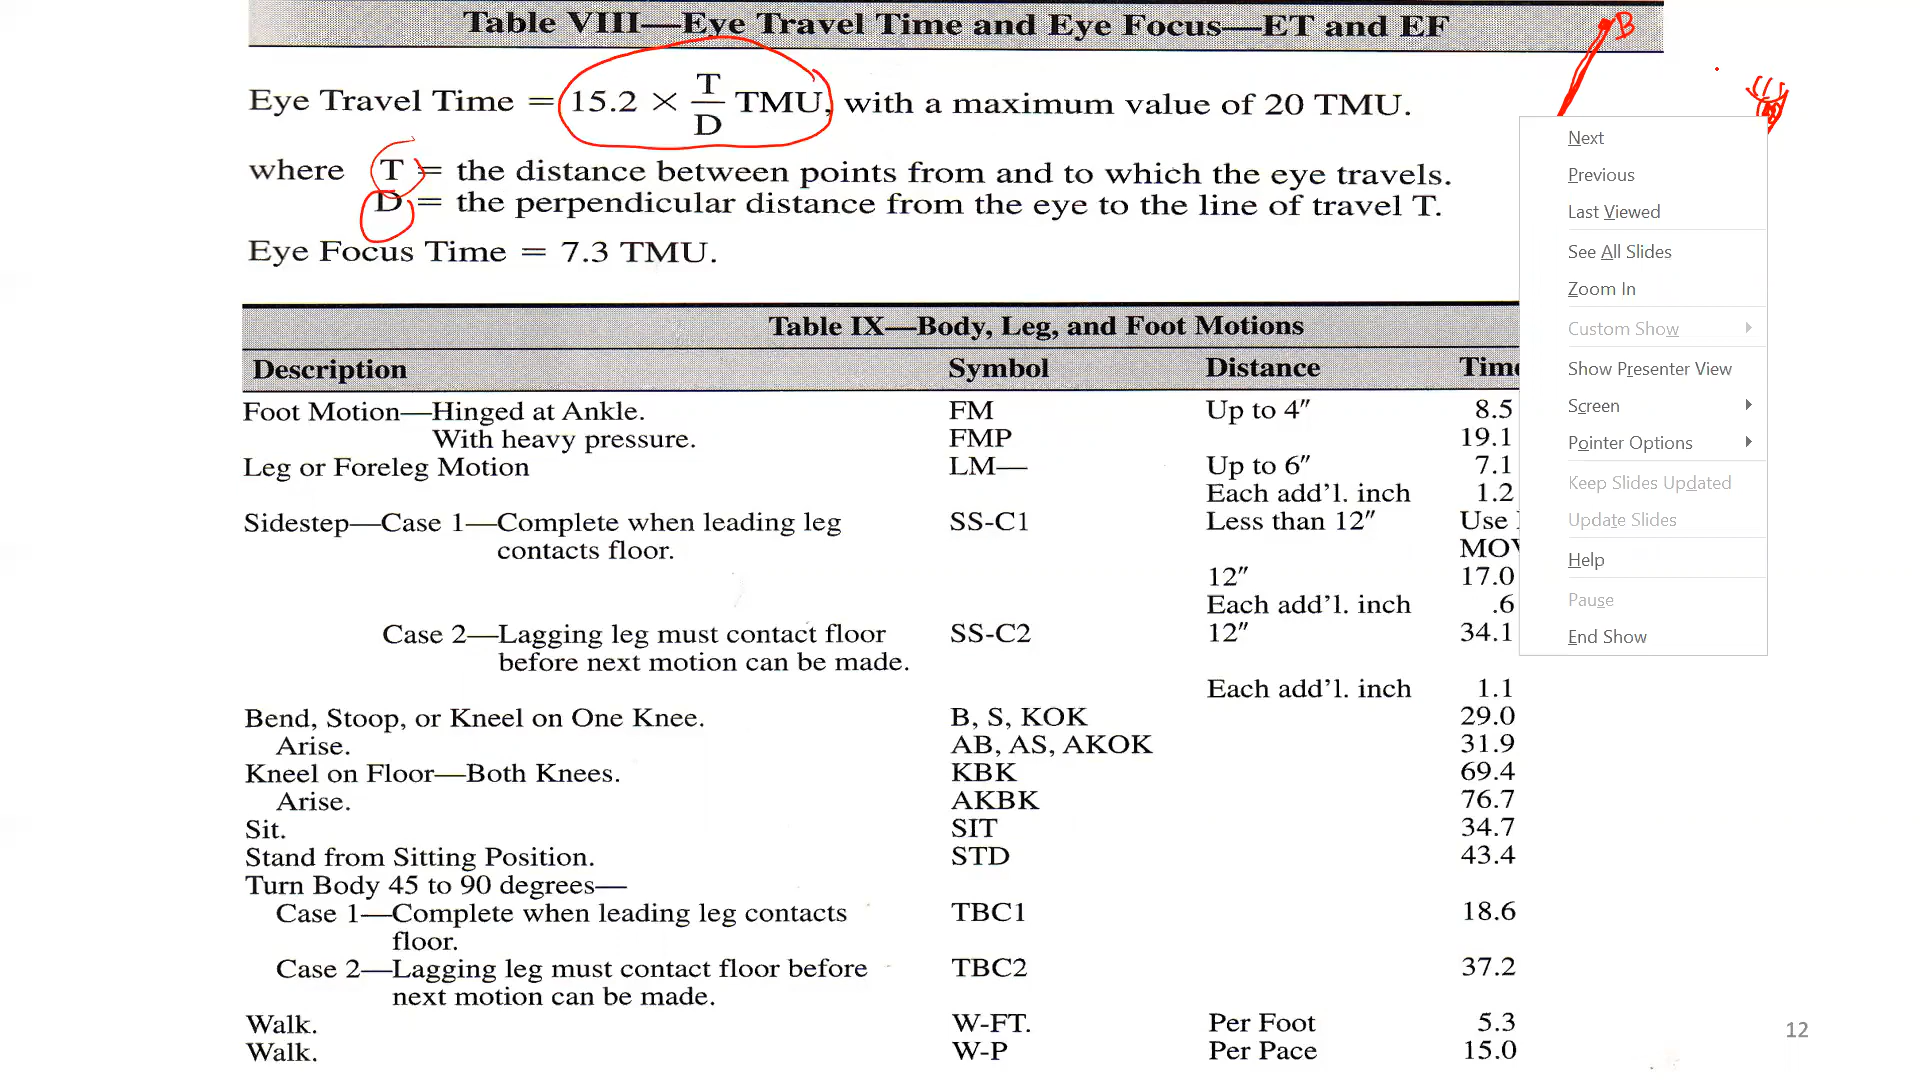 Table VIII—Eye Travel Time and Eye Focus—ET and EF
B
Eye Travel Time = 15.2 × T/D TMU, with a maximum value of 20 TMU.
where T = the distance between points from and to which the eye travels.
D = the perpendicular distance from the eye to the line of travel T.
Eye Focus Time = 7.3 TMU.
Table IX—Body, Leg, and Foot Motions
Description Symbol Distance
Foot Motion—Hinged at Ankle. FM Up to 4″ 8.5
With heavy pressure. FMP 19.1
Leg or Foreleg Motion LM— Up to 6″ 7.1
Each add'l. inch 1.2
Sidestep—Case 1—Complete when leading leg SS-C1 Less than 12″ Use
contacts floor.
12″ 17.0
Each add'l. inch .6
Case 2—Lagging leg must contact floor SS-C2 12″ 34.1
before next motion can be made.
Each add'l. inch 1.1
Bend, Stoop, or Kneel on One Knee. B, S, KOK 29.0
Arise. AB, AS, AKOK 31.9
Kneel on Floor—Both Knees. KBK 69.4
Arise. AKBK 76.7
Sit. SIT 34.7
Stand from Sitting Position. STD 43.4
Turn Body 45 to 90 degrees—
Case 1—Complete when leading leg contacts TBC1 18.6
floor.
Case 2—Lagging leg must contact floor before TBC2 37.2
next motion can be made.
Walk. W-FT. Per Foot 5.3
Walk. W-P Per Pace 15.0
Next
Previous
Last Viewed
See All Slides
Zoom In
Custom Show
Show Presenter View
Screen
Pointer Options
Keep Slides Updated
Update Slides
Help
Pause
End Show
12